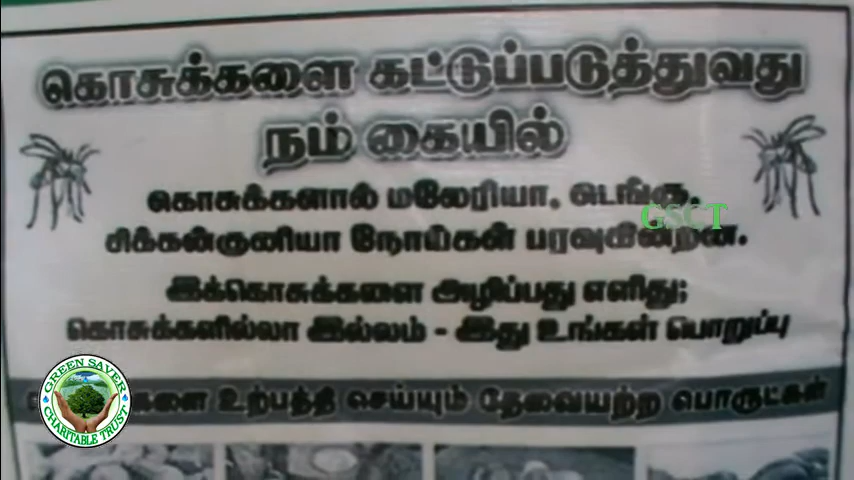 கொசுக்களை கட்டுப்படுத்துவது
நம் கையில்
கொசுக்களால் மலேரியா, டெங்கு,
சிக்கன்குனியா நோய்கள் பரவுகின்றன.
GSCT
இக்கொசுக்களை அழிப்பது எளிது;
கொசுக்களில்லா இல்லம் - இது உங்கள் பொறுப்பு
உற்பத்தி செய்யும் தேவையற்ற பொருட்கள்
GREEN SAVER
CHARITABLE TRUST